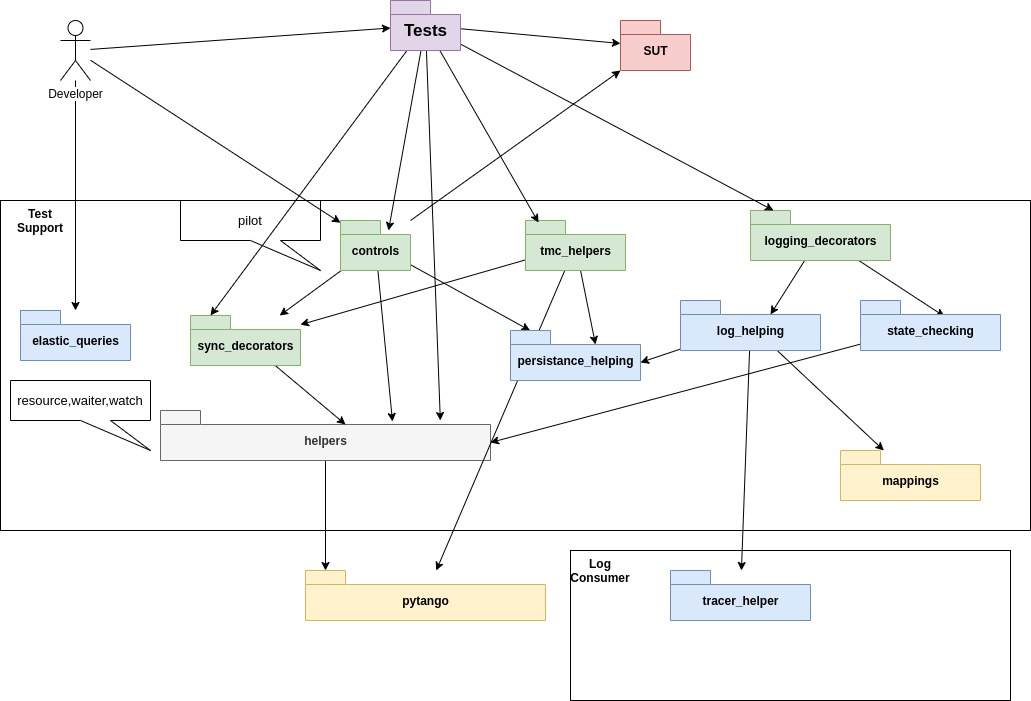 Tests
SUT
Developer
Test
Support
pilot
controls
tmc_helpers
logging_decorators
elastic_queries
sync_decorators
persistance_helping
log_helping
state_checking
resource,waiter,watch
helpers
mappings
Log
Consumer
pytango
tracer_helper